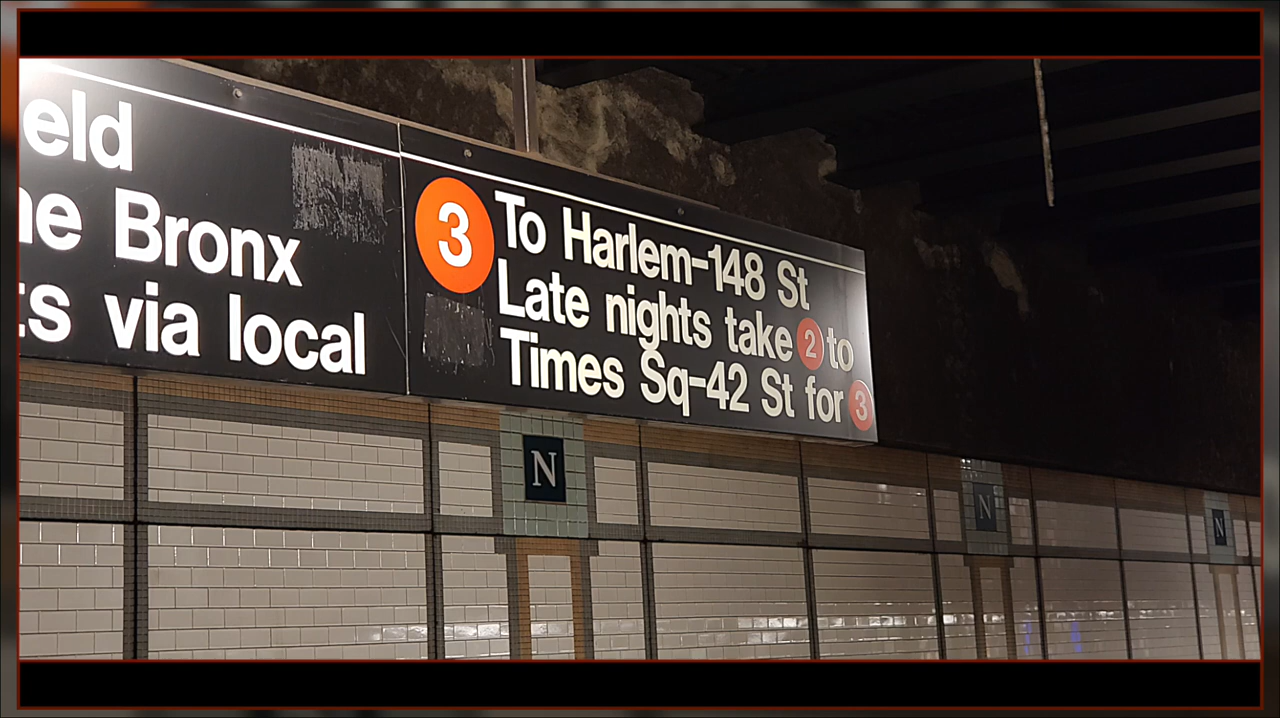 eld
he Bronx
ts via local
3 To Harlem-148 St
Late nights take 2 to
Times Sq-42 St for 3
N
N
N